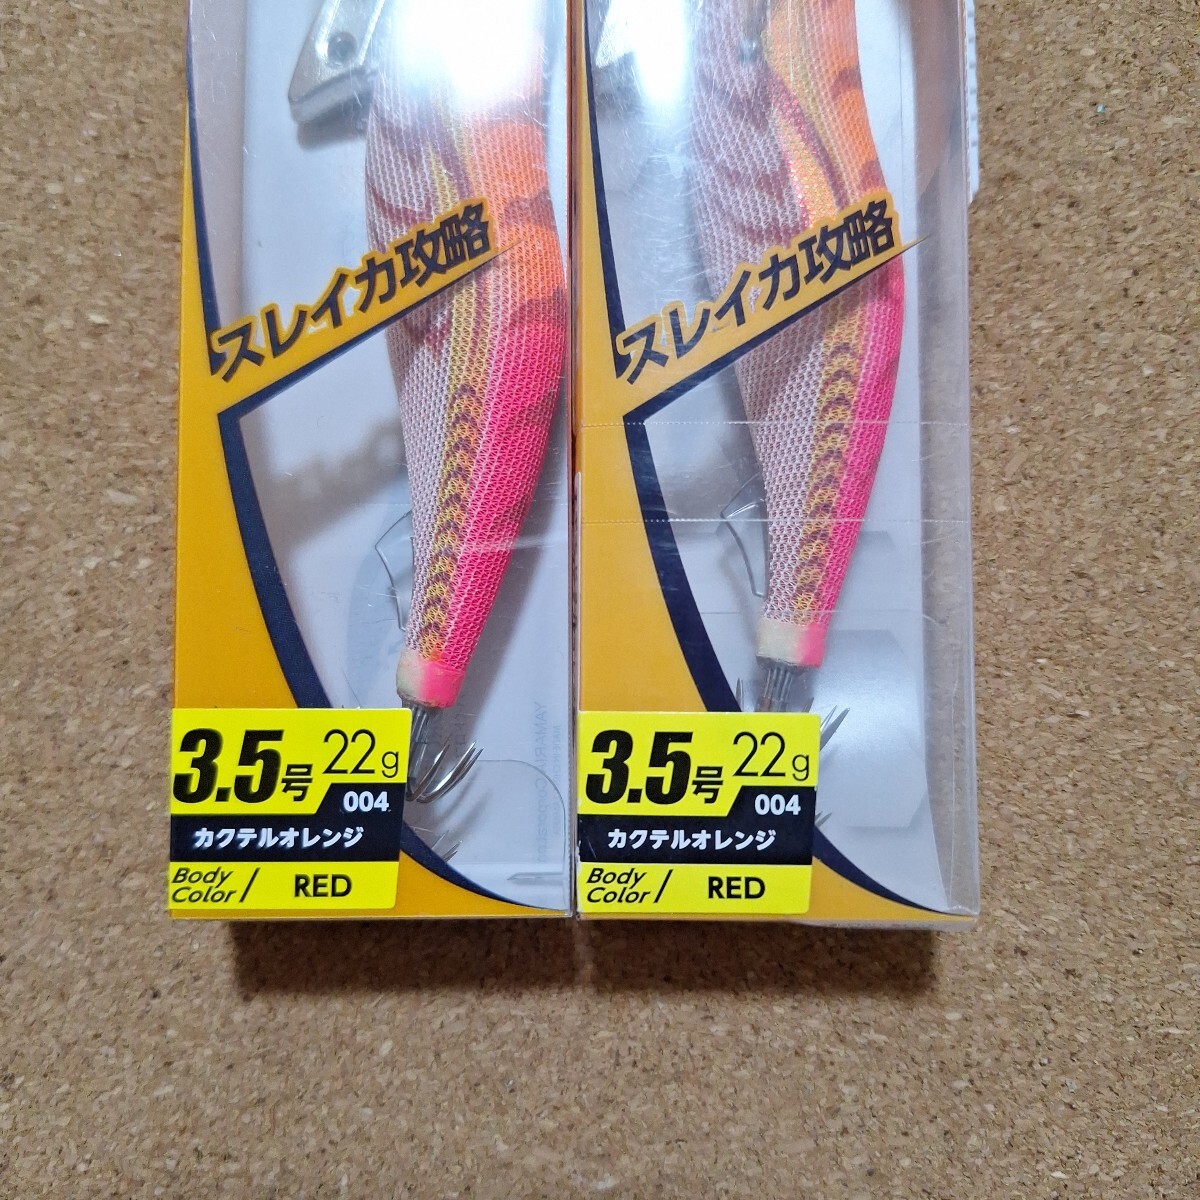 スレイカ攻略
3.5号 22g
004
カクテルオレンジ
Body Color/ RED
スレイカ攻略
3.5号 22g
004
カクテルオレンジ
Body Color/ RED